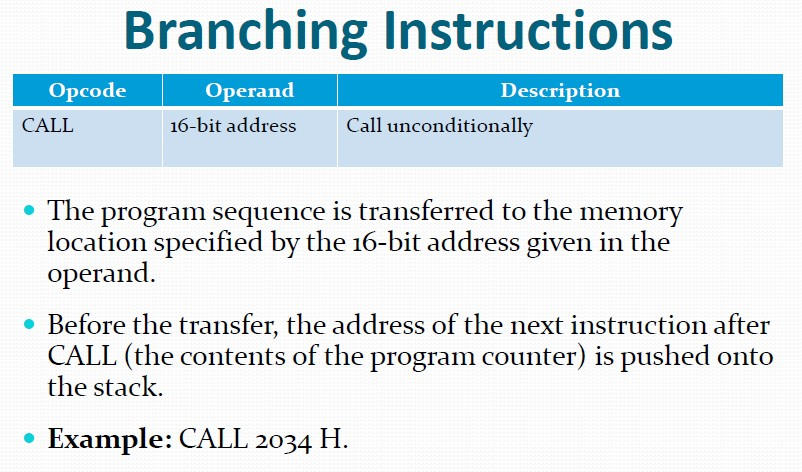 Branching Instructions
Opcode Operand Description
CALL 16-bit address Call unconditionally
• The program sequence is transferred to the memory
location specified by the 16-bit address given in the
operand.
• Before the transfer, the address of the next instruction after
CALL (the contents of the program counter) is pushed onto
the stack.
• Example: CALL 2034 H.